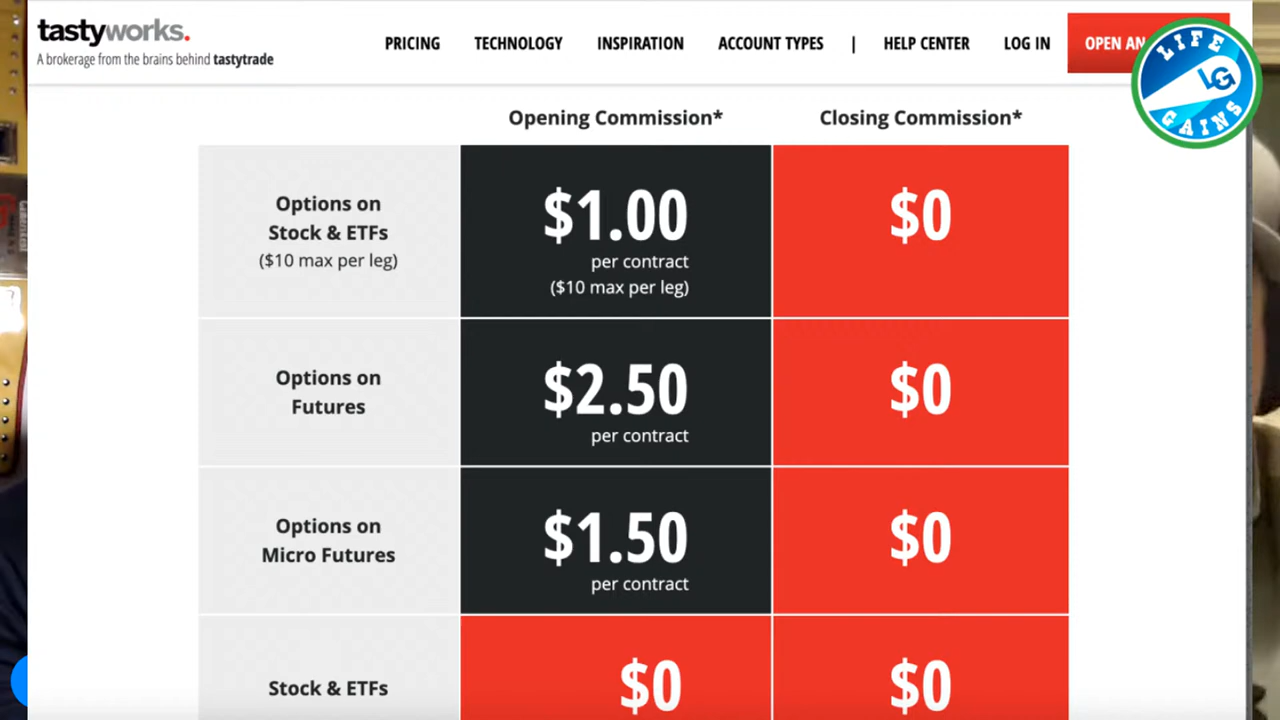 tastyworks.
A brokerage from the brains behind tastytrade
PRICING TECHNOLOGY INSPIRATION ACCOUNT TYPES | HELP CENTER LOG IN OPEN AN
LIFE
LG
GAINS
Opening Commission* Closing Commission*
Options on
Stock & ETFs
($10 max per leg)
$1.00
per contract
($10 max per leg)
$0
Options on
Futures
$2.50
per contract
$0
Options on
Micro Futures
$1.50
per contract
$0
Stock & ETFs
$0
$0